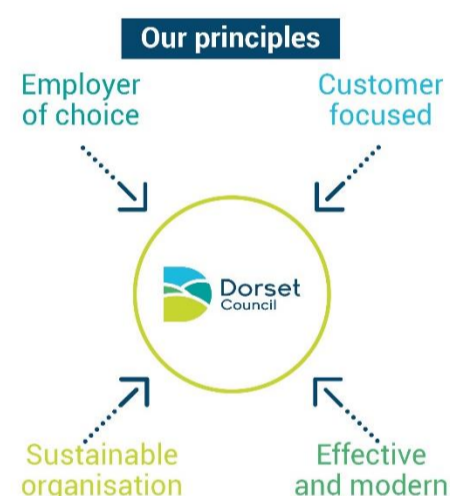 Our principles
Employer
of choice
Customer
focused
Dorset
Council
Sustainable
organisation
Effective
and modern